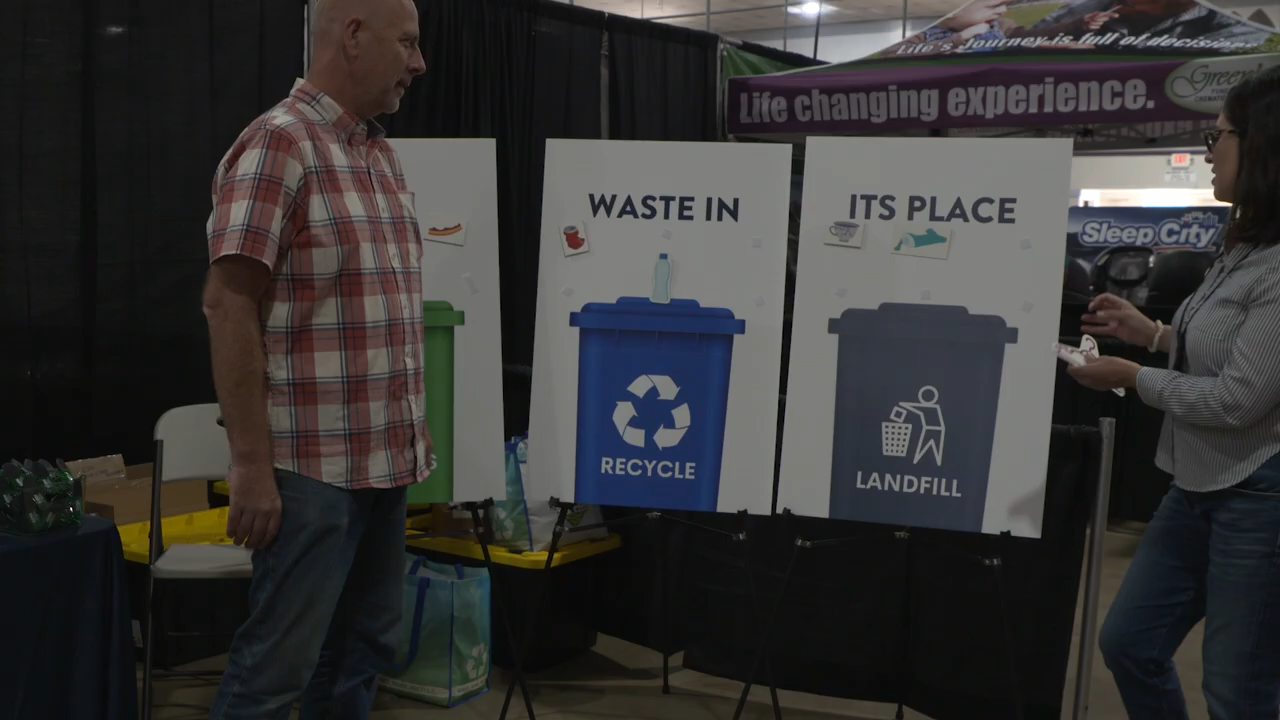 Life's Journey is full of decisions
Life changing experience.
WASTE IN
ITS PLACE
Sleep City
RECYCLE
LANDFILL
S